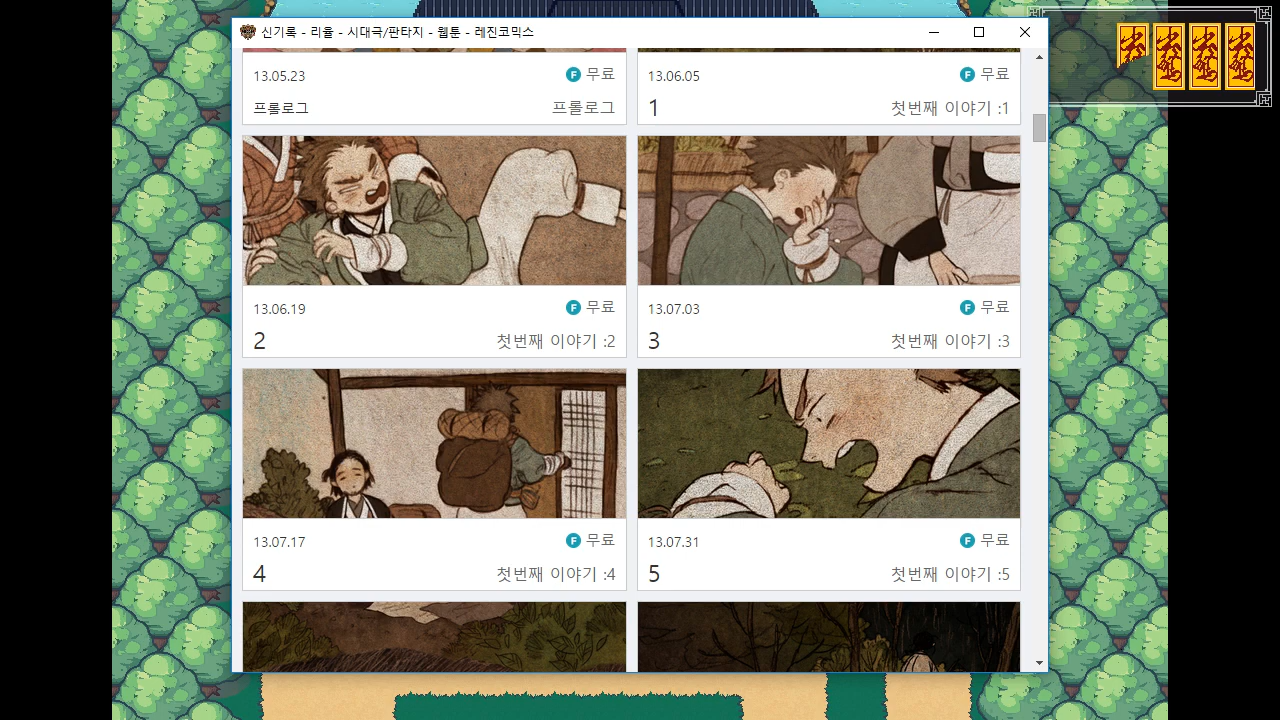 신기록 - 리율 - 시대극/판타지 - 웹툰 - 레진코믹스
13.05.23 F 무료
프롤로그 프롤로그
13.06.05 F 무료
1 첫번째 이야기 :1
13.06.19 F 무료
2 첫번째 이야기 :2
13.07.03 F 무료
3 첫번째 이야기 :3
13.07.17 F 무료
4 첫번째 이야기 :4
13.07.31 F 무료
5 첫번째 이야기 :5